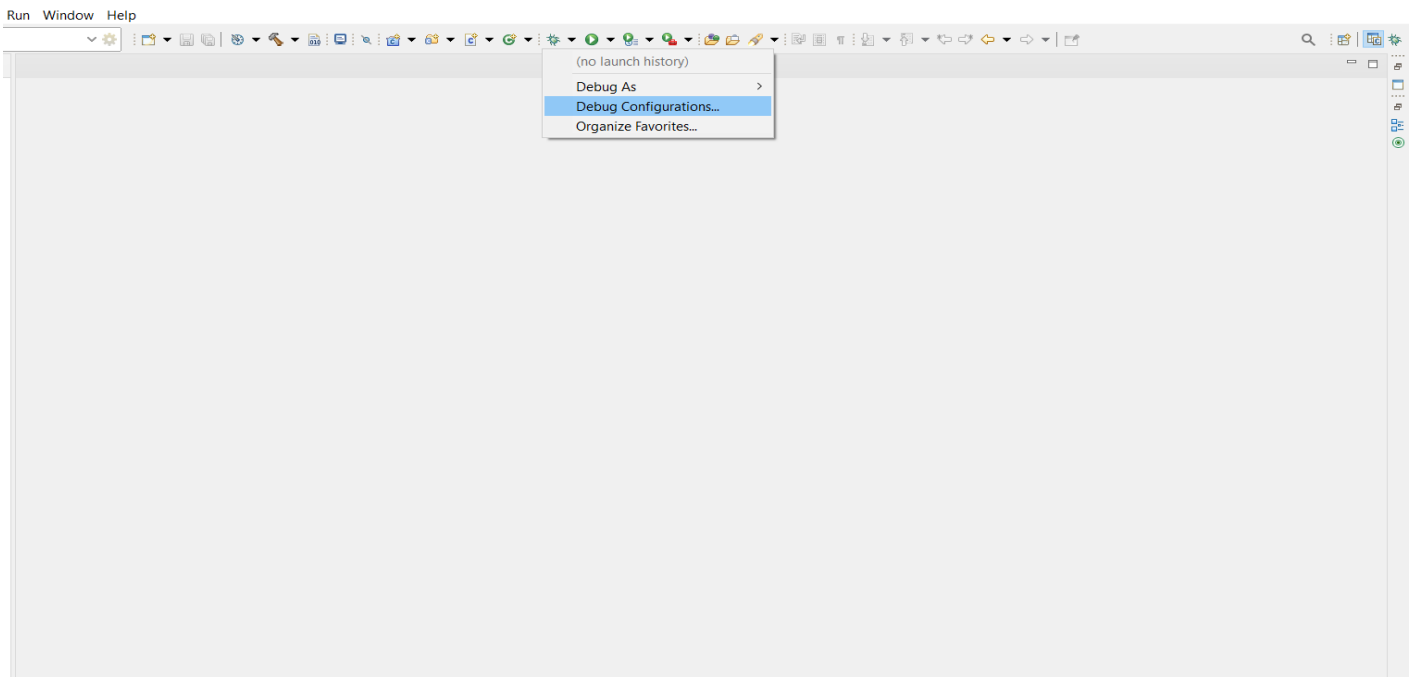 Run Window Help
(no launch history)
Debug As
Debug Configurations...
Organize Favorites...